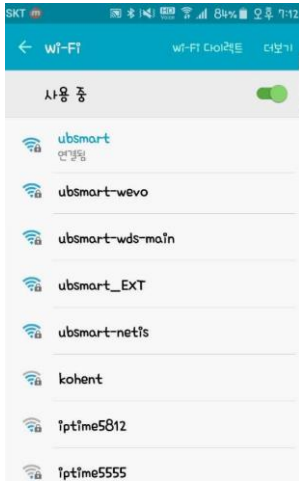 SKT 84% 오후 7:12
Wi-Fi Wi-Fi 다이렉트 더보기
사용 중
ubsmart
연결됨
ubsmart-wevo
ubsmart-wds-main
ubsmart_EXT
ubsmart-netis
kohent
iptime5812
iptime5555